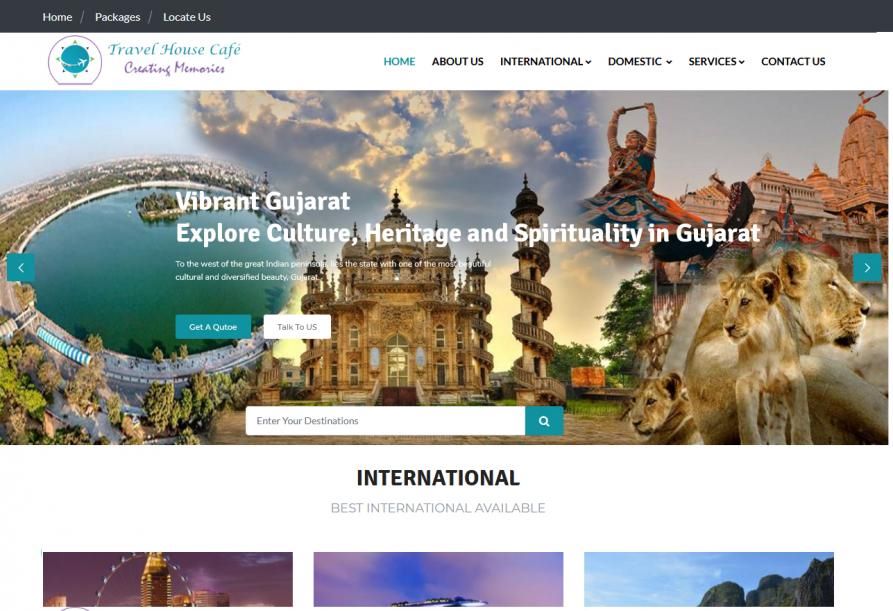 Home / Packages / Locate Us
Travel House Café
Creating Memories
HOME ABOUT US INTERNATIONAL DOMESTIC SERVICES CONTACT US
Vibrant Gujarat
Explore Culture, Heritage and Spirituality in Gujarat
To the west of the great Indian peninsula, lies the state with one of the most beutiful
cultural and diversified beauty, Gujarat.
Get A Qutoe Talk To US
Enter Your Destinations
INTERNATIONAL
BEST INTERNATIONAL AVAILABLE